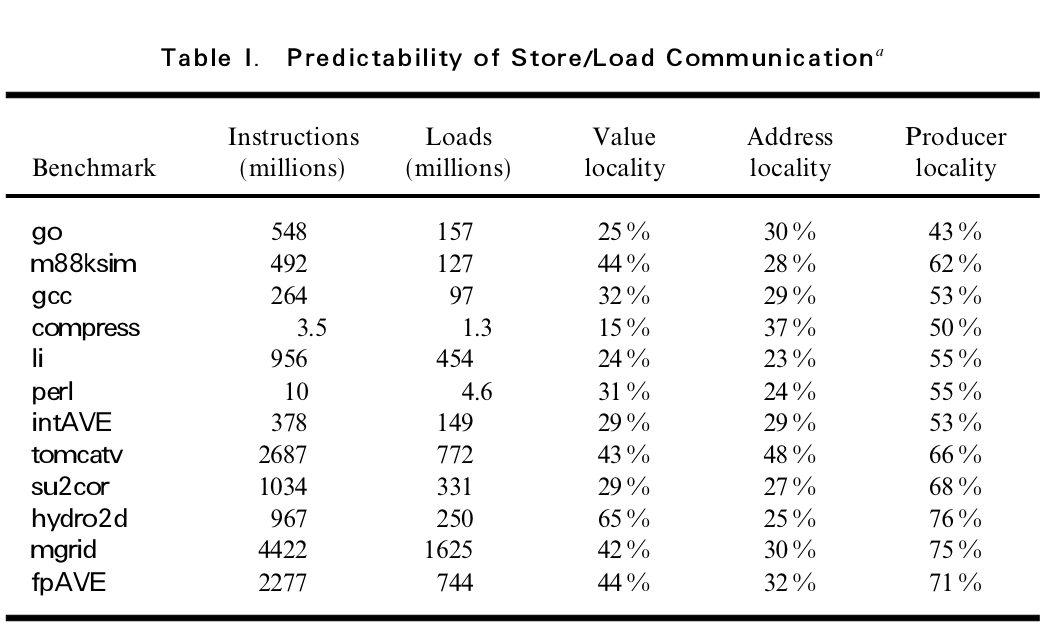 Table I. Predictability of Store/Load Communicationᵃ
Instructions Loads Value Address Producer
Benchmark (millions) (millions) locality locality locality
go 548 157 25% 30% 43%
m88ksim 492 127 44% 28% 62%
gcc 264 97 32% 29% 53%
compress 3.5 1.3 15% 37% 50%
li 956 454 24% 23% 55%
perl 10 4.6 31% 24% 55%
intAVE 378 149 29% 29% 53%
tomcatv 2687 772 43% 48% 66%
su2cor 1034 331 29% 27% 68%
hydro2d 967 250 65% 25% 76%
mgrid 4422 1625 42% 30% 75%
fpAVE 2277 744 44% 32% 71%